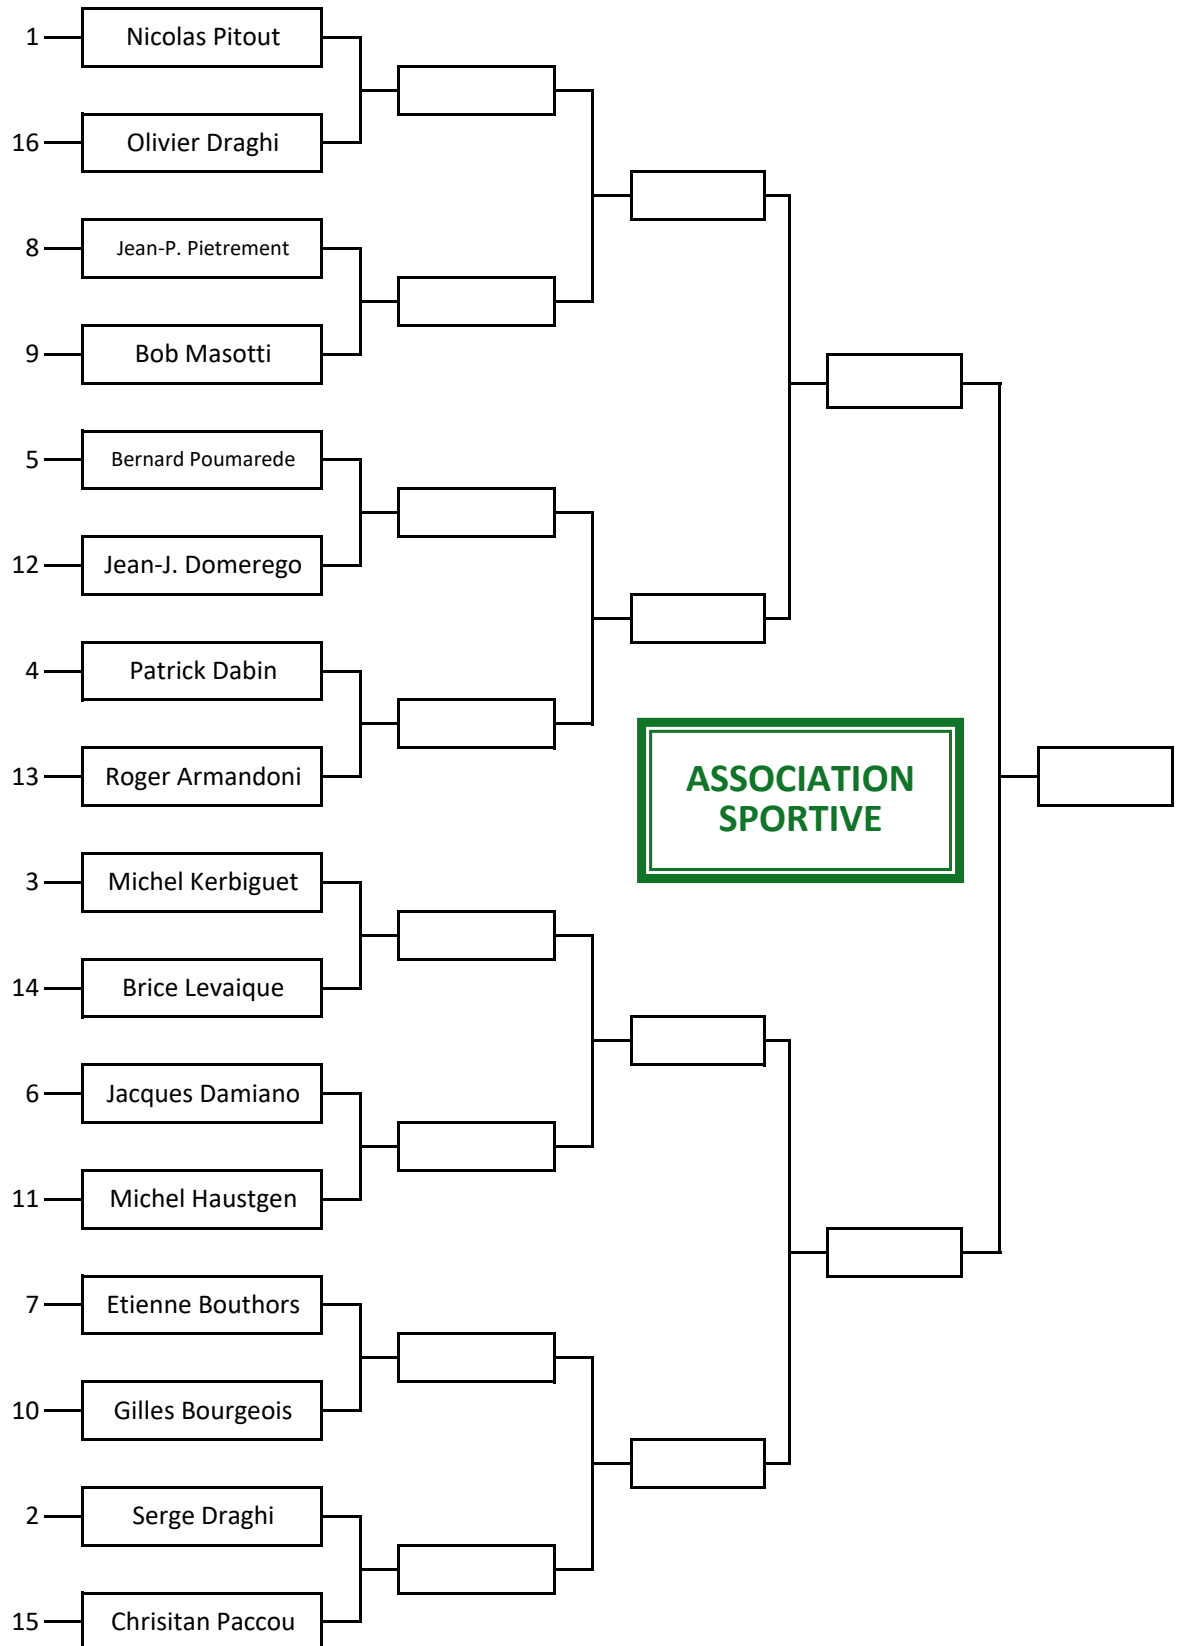 1 Nicolas Pitout
16 Olivier Draghi
8 Jean-P. Pietrement
9 Bob Masotti
5 Bernard Poumarede
12 Jean-J. Domerego
4 Patrick Dabin
13 Roger Armandoni
ASSOCIATION
SPORTIVE
3 Michel Kerbiguet
14 Brice Levaique
6 Jacques Damiano
11 Michel Haustgen
7 Etienne Bouthors
10 Gilles Bourgeois
2 Serge Draghi
15 Chrisitan Paccou